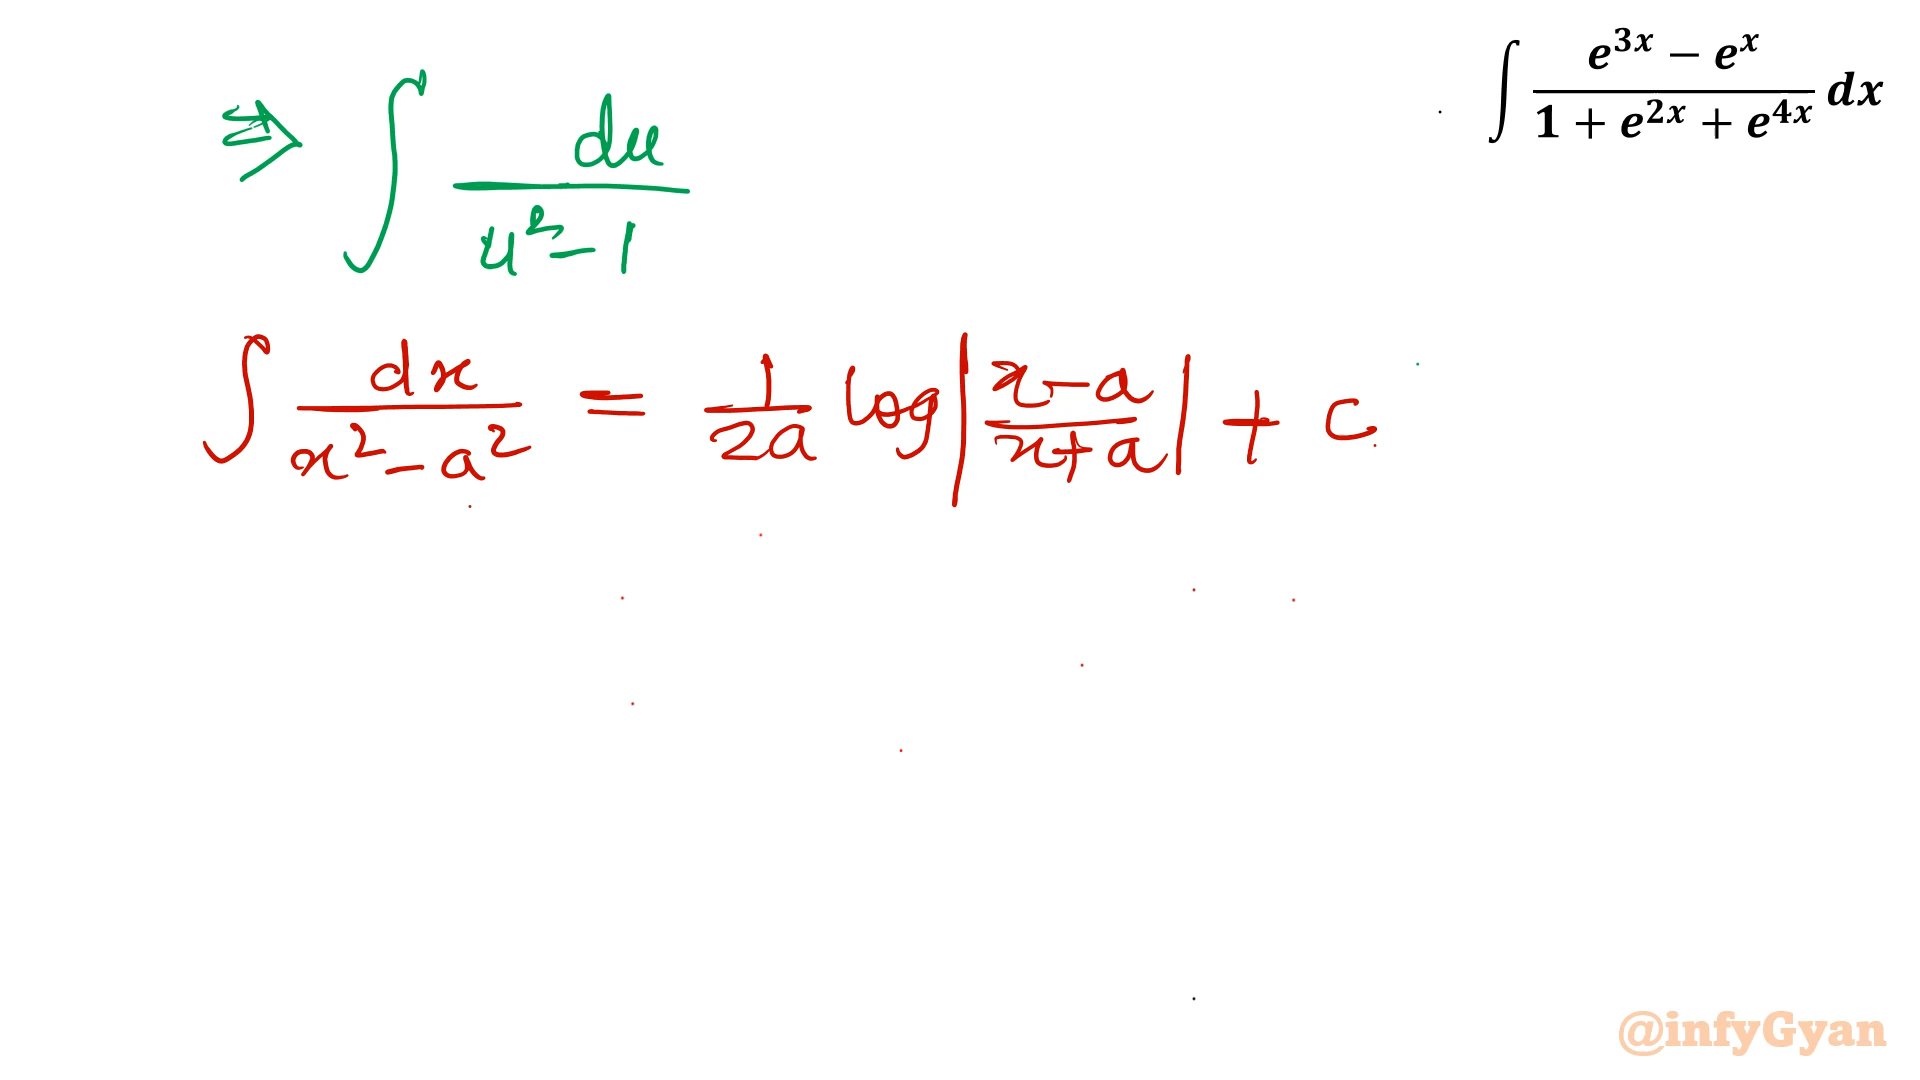 ∫ (e^{3x} − e^x)/(1 + e^{2x} + e^{4x}) dx
⇒ ∫ du/(u² − 1)
∫ dx/(x² − a²) = 1/(2a) log |(x − a)/(x + a)| + c
@infyGyan